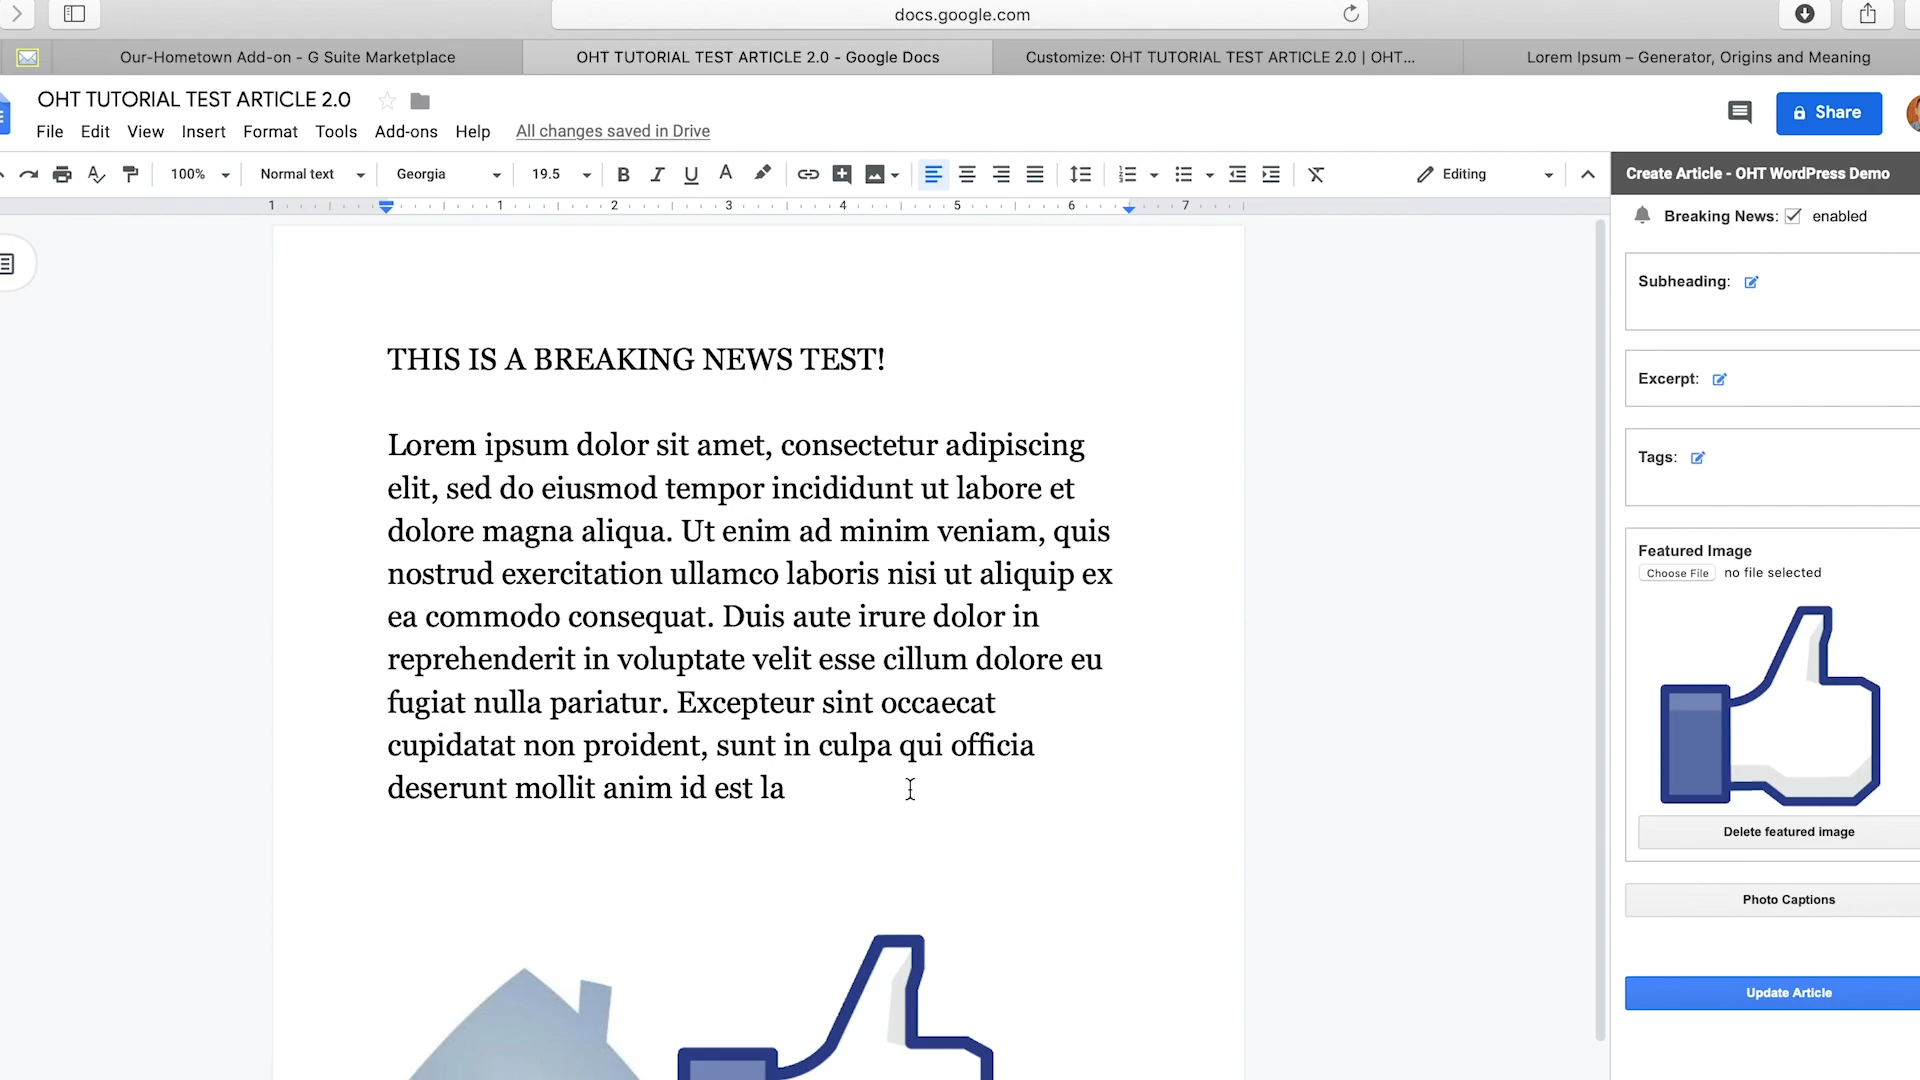 docs.google.com
Our-Hometown Add-on - G Suite Marketplace
OHT TUTORIAL TEST ARTICLE 2.0 - Google Docs
Customize: OHT TUTORIAL TEST ARTICLE 2.0 | OHT...
Lorem Ipsum – Generator, Origins and Meaning
OHT TUTORIAL TEST ARTICLE 2.0
File Edit View Insert Format Tools Add-ons Help All changes saved in Drive
Share
100% Normal text Georgia 19.5 B I U A Editing
Create Article - OHT WordPress Demo
1 1 2 3 4 5 6 7
Breaking News: enabled
Subheading:
Excerpt:
Tags:
Featured Image
Choose File no file selected
Delete featured image
Photo Captions
Update Article
THIS IS A BREAKING NEWS TEST!
Lorem ipsum dolor sit amet, consectetur adipiscing
elit, sed do eiusmod tempor incididunt ut labore et
dolore magna aliqua. Ut enim ad minim veniam, quis
nostrud exercitation ullamco laboris nisi ut aliquip ex
ea commodo consequat. Duis aute irure dolor in
reprehenderit in voluptate velit esse cillum dolore eu
fugiat nulla pariatur. Excepteur sint occaecat
cupidatat non proident, sunt in culpa qui officia
deserunt mollit anim id est la